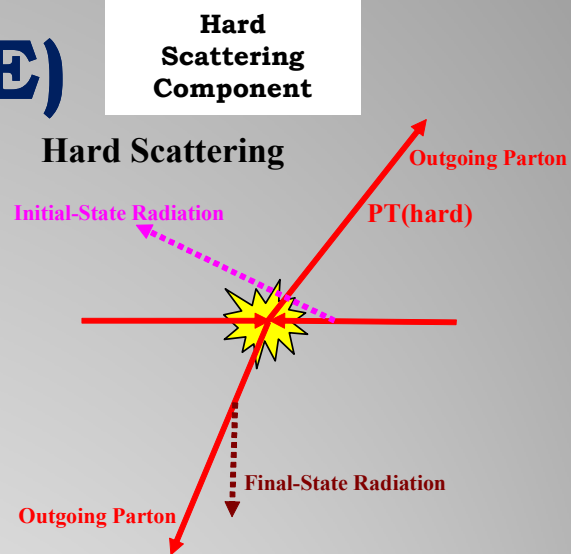 Hard
Scattering
Component
E)
Hard Scattering
Outgoing Parton
Initial-State Radiation
PT(hard)
Final-State Radiation
Outgoing Parton